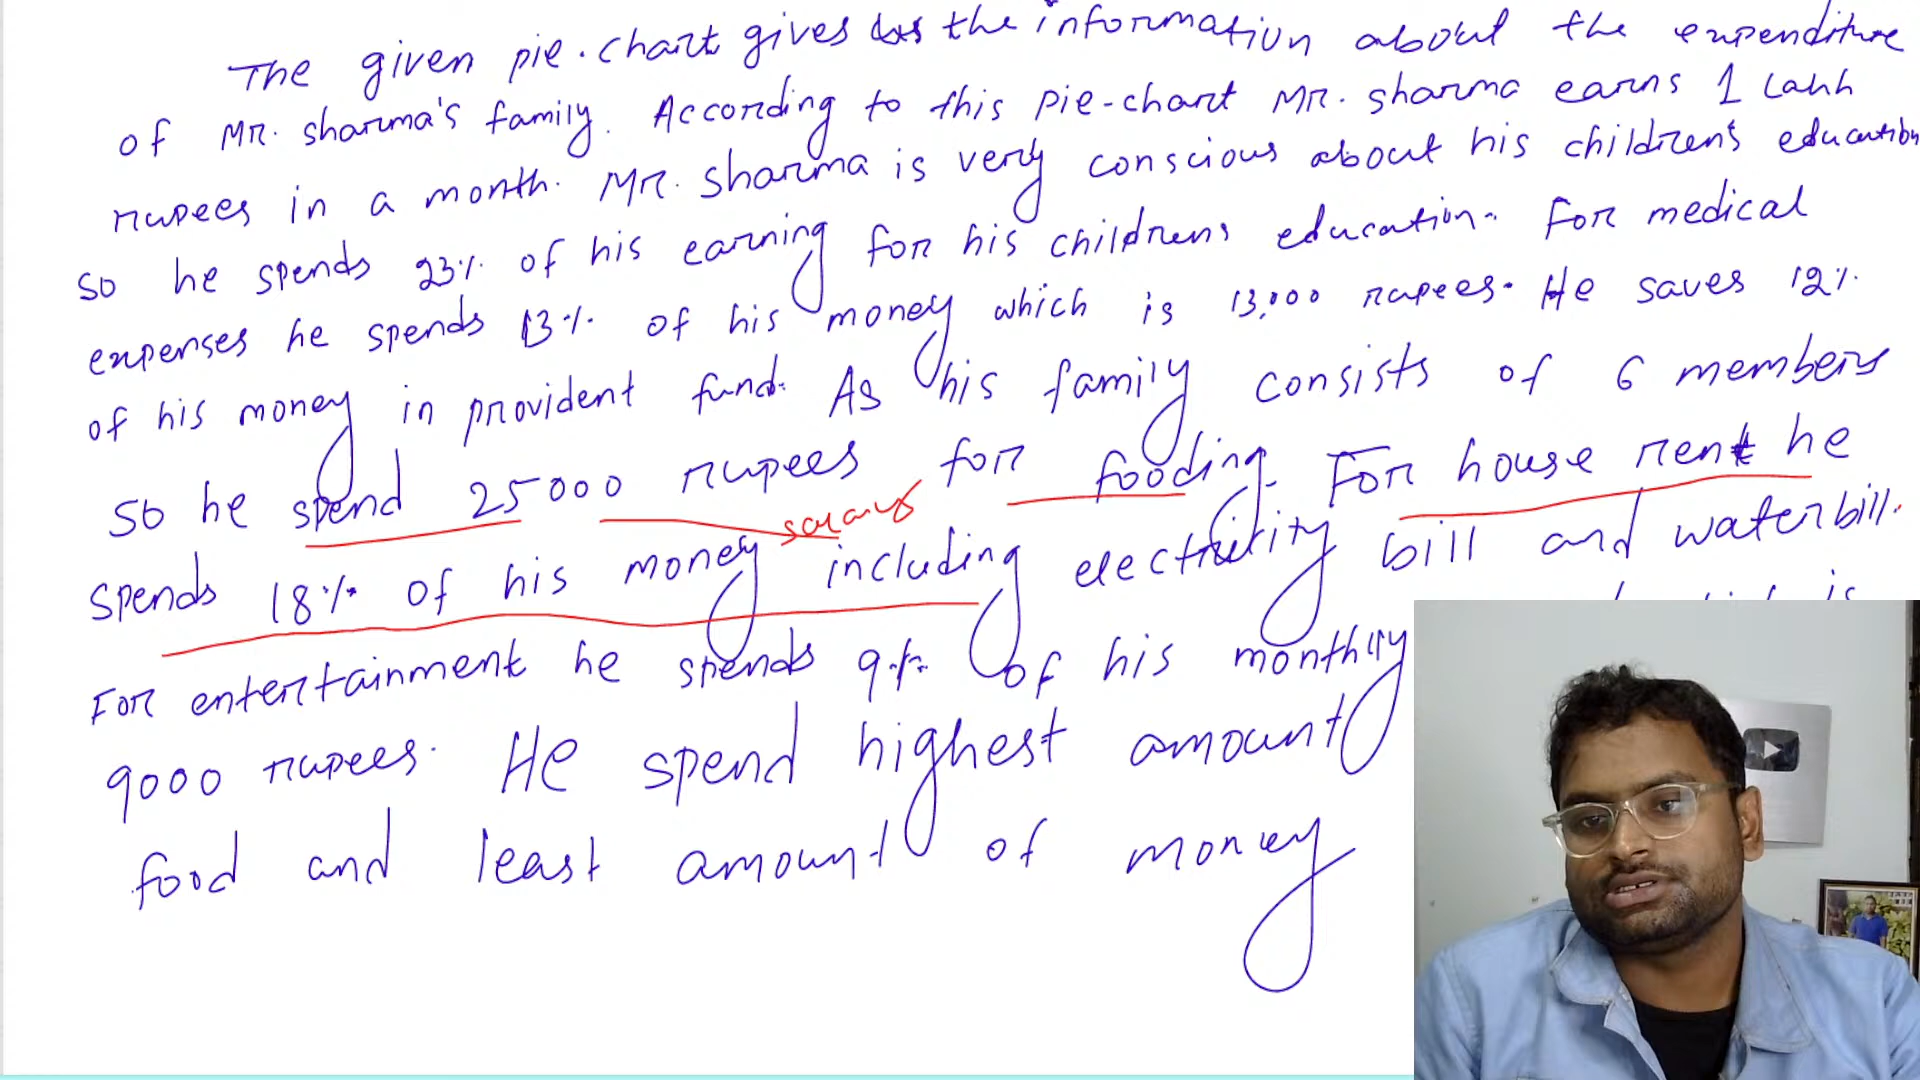 The given pie-chart gives us the information about the expenditure
of MR. sharma's family. According to this pie-chart MR. sharma earns 1 Lakh
rupees in a month. MR. sharma is very conscious about his children's education
so he spends 23% of his earning for his childrens education. For medical
expenses he spends 13% of his money which is 13,000 rupees. He saves 12%
of his money in provident fund. As his family consists of 6 members
so he spend 25000 rupees for fooding. For house rent he
salary
spends 18% of his money including electricity bill and waterbill.
For entertainment he spends 9% of his monthly is
9000 rupees. He spend highest amount
food and least amount of money